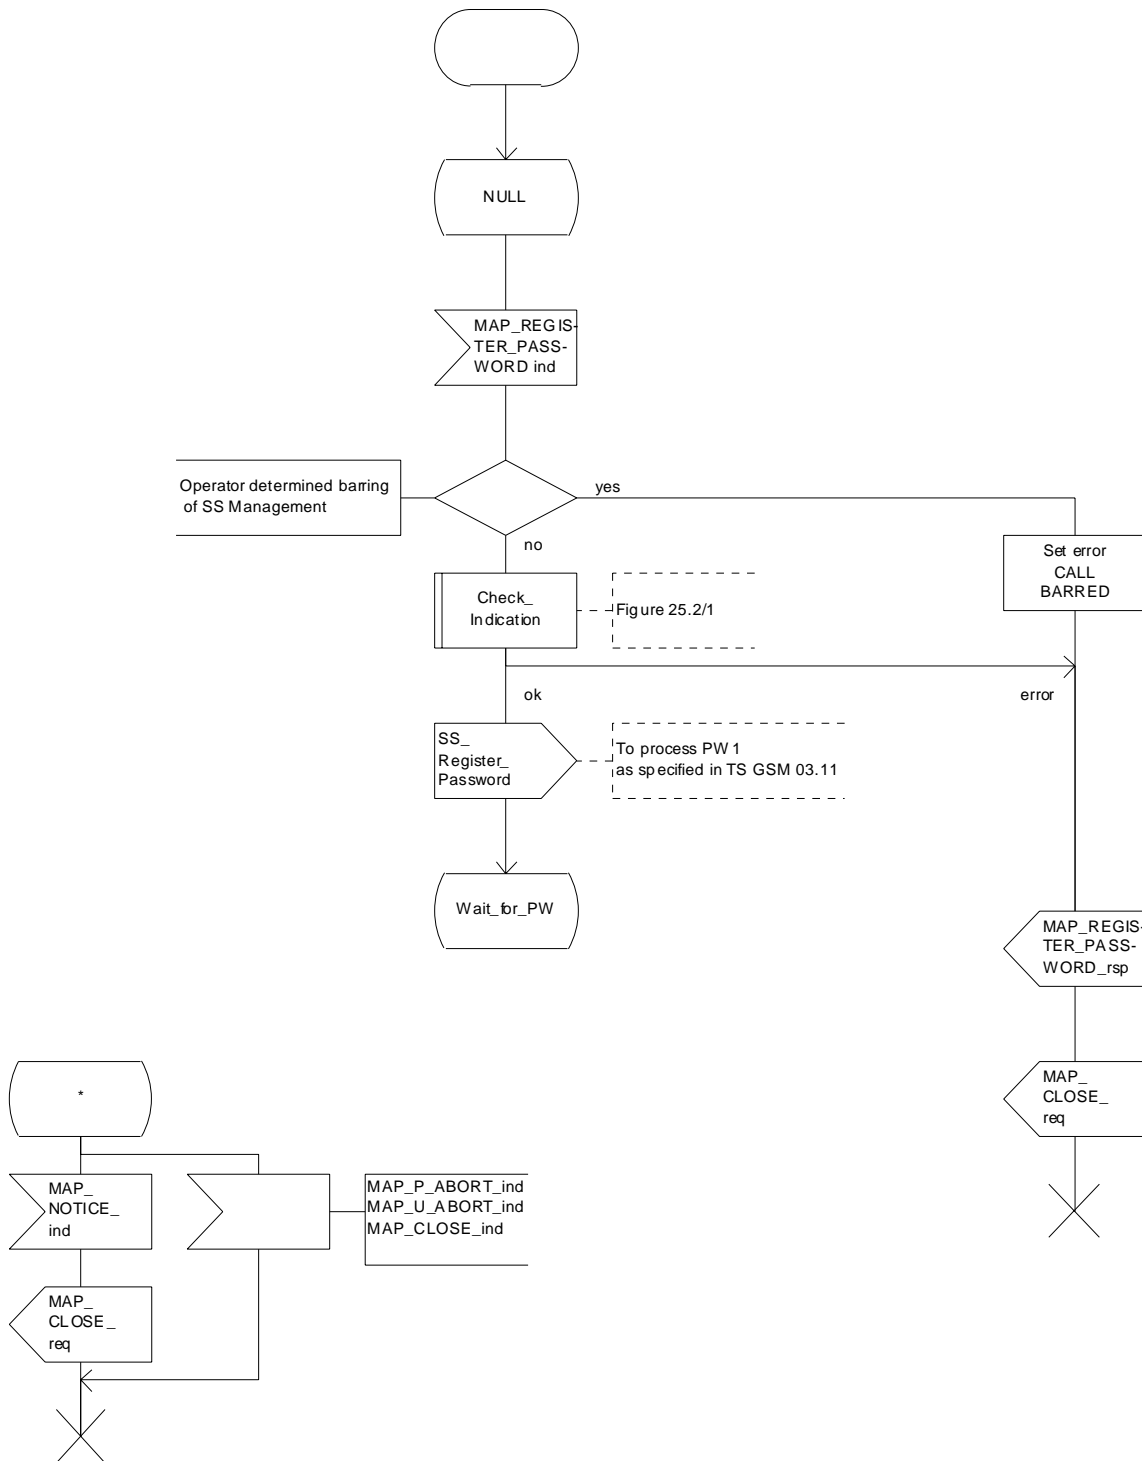 NULL
MAP_REGIS-
TER_PASS-
WORD ind
Operator determined barring
of SS Management
yes
no
Set error
CALL
BARRED
Check_
Indication
Figure 25.2/1
ok
error
SS_
Register_
Password
To process PW1
as specified in TS GSM 03.11
Wait_for_PW
MAP_REGIS-
TER_PASS-
WORD_rsp
MAP_
CLOSE_
req
*
MAP_
NOTICE_
ind
MAP_P_ABORT_ind
MAP_U_ABORT_ind
MAP_CLOSE_ind
MAP_
CLOSE_
req